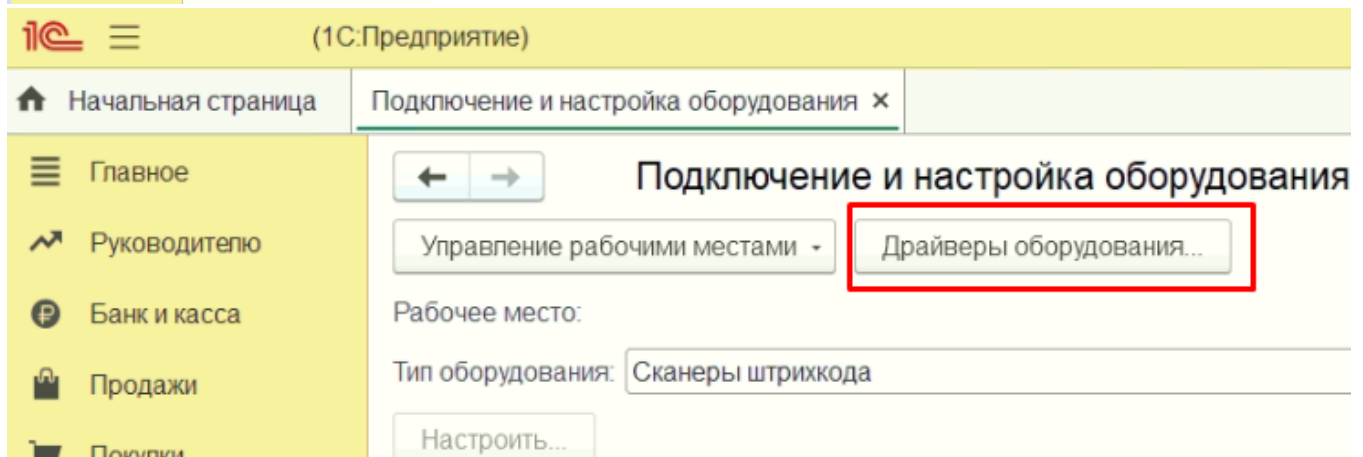 1С (1С:Предприятие)
Начальная страница Подключение и настройка оборудования ×
Главное
Подключение и настройка оборудования
Руководителю
Управление рабочими местами
Драйверы оборудования...
Банк и касса
Рабочее место:
Продажи
Тип оборудования: Сканеры штрихкода
Настроить...
Покупки